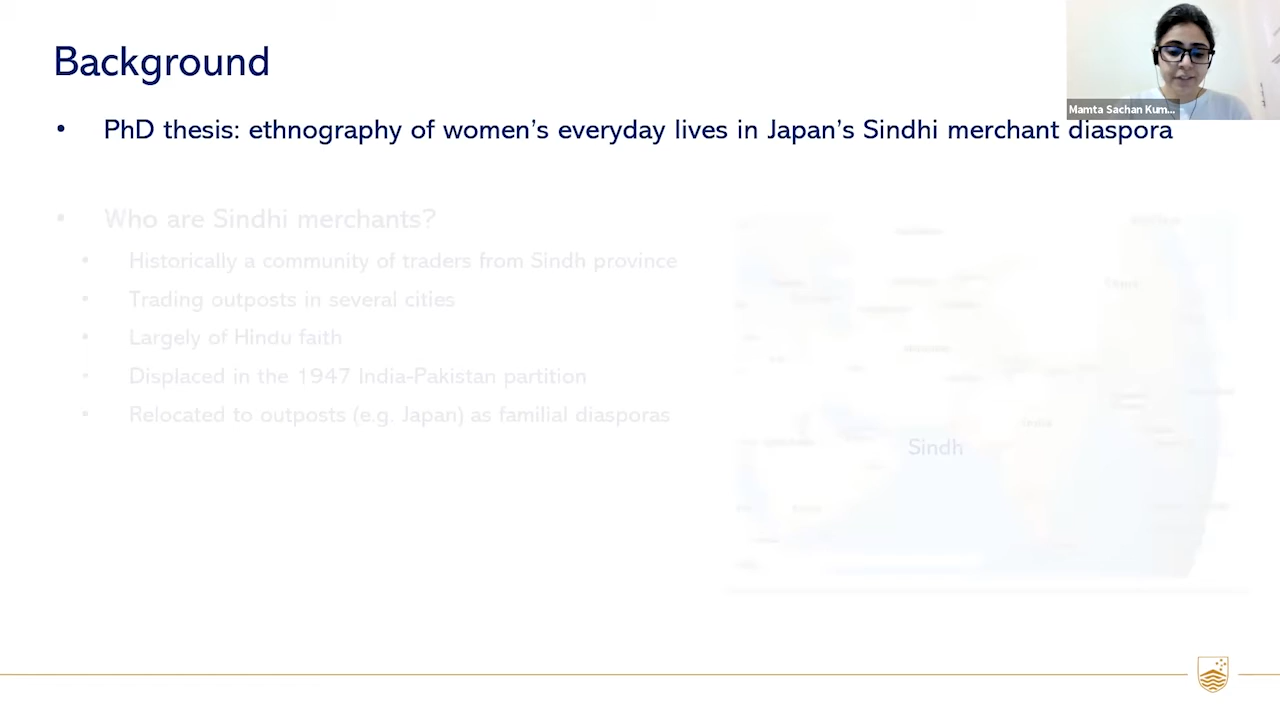 Background
Mamta Sachan Kum...
• PhD thesis: ethnography of women's everyday lives in Japan's Sindhi merchant diaspora
• Who are Sindhi merchants?
• Historically a community of traders from Sindh province
• Trading outposts in several cities
• Largely of Hindu faith
• Displaced in the 1947 India-Pakistan partition
• Relocated to outposts (e.g. Japan) as familial diasporas
Sindh